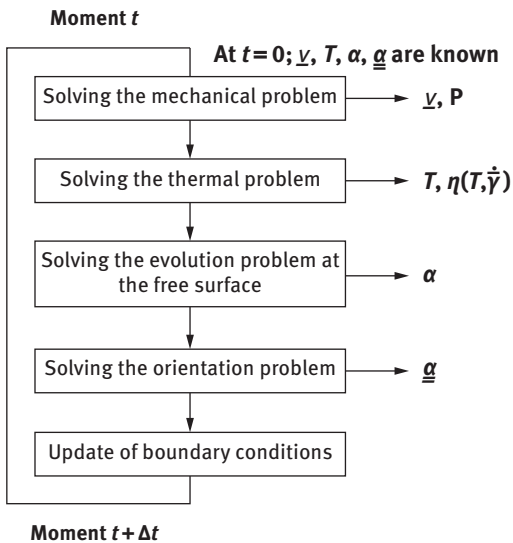 Moment t
At t = 0; v, T, α, α are known
Solving the mechanical problem
v, P
Solving the thermal problem
T, η(T,γ̇)
Solving the evolution problem at
the free surface
α
Solving the orientation problem
α
Update of boundary conditions
Moment t + Δt